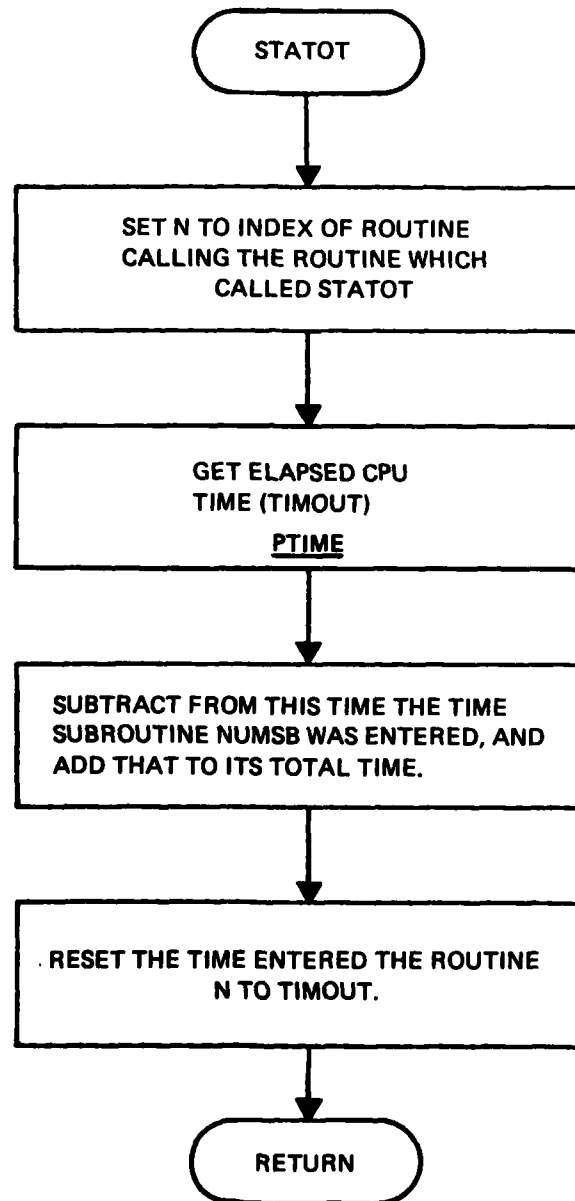 STATOT
SET N TO INDEX OF ROUTINE
CALLING THE ROUTINE WHICH
CALLED STATOT
GET ELAPSED CPU
TIME (TIMOUT)
PTIME
SUBTRACT FROM THIS TIME THE TIME
SUBROUTINE NUMSB WAS ENTERED, AND
ADD THAT TO ITS TOTAL TIME.
RESET THE TIME ENTERED THE ROUTINE
N TO TIMOUT.
RETURN